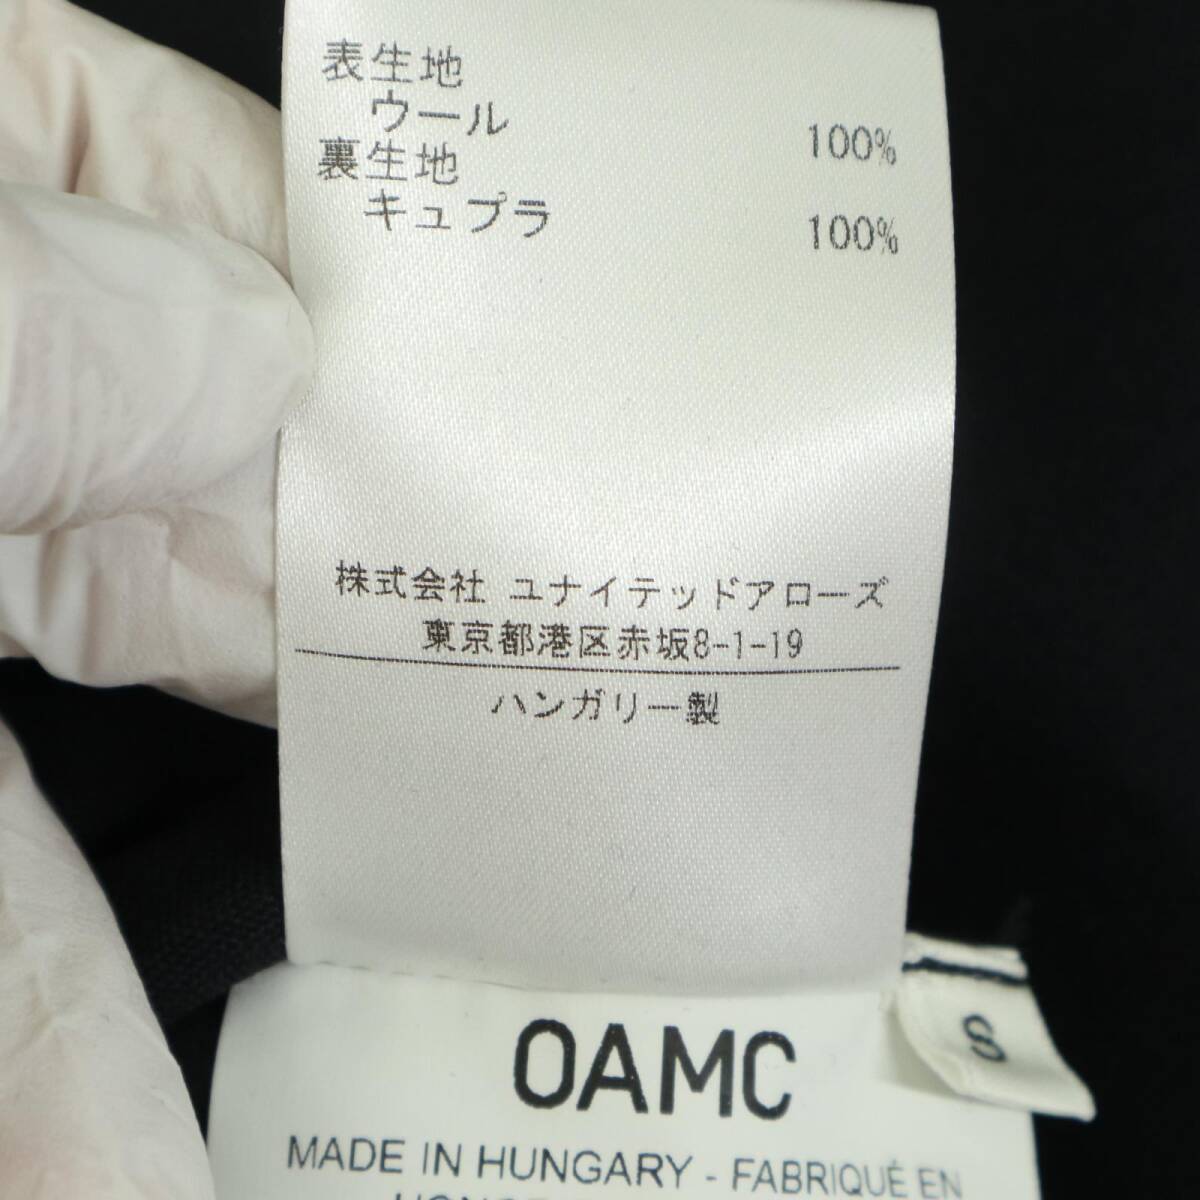 表生地
ウール 100%
裏生地
キュプラ 100%
株式会社 ユナイテッドアローズ
東京都港区赤坂8-1-19
ハンガリー製
S
OAMC
MADE IN HUNGARY - FABRIQUÉ EN